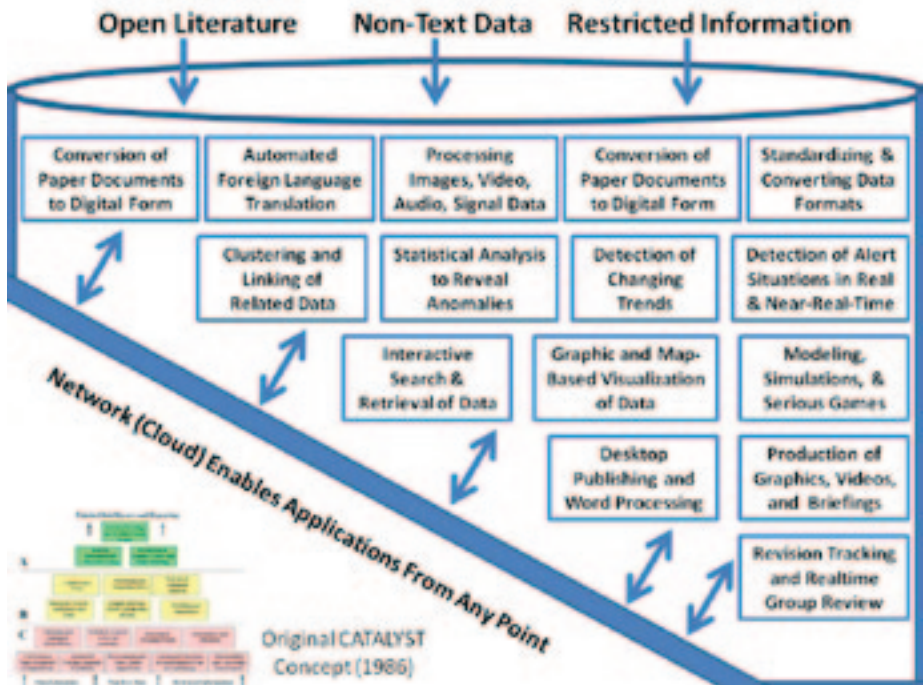 Open Literature
Non-Text Data
Restricted Information
Conversion of
Paper Documents
to Digital Form
Automated
Foreign Language
Translation
Processing
Images, Video,
Audio, Signal Data
Conversion of
Paper Documents
to Digital Form
Standardizing &
Converting Data
Formats
Clustering and
Linking of
Related Data
Statistical Analysis
to Reveal
Anomalies
Detection of
Changing
Trends
Detection of Alert
Situations in Real
& Near-Real-Time
Interactive
Search &
Retrieval of Data
Graphic and Map-
Based Visualization
of Data
Modeling,
Simulations, &
Serious Games
Desktop
Publishing and
Word Processing
Production of
Graphics, Videos,
and Briefings
Revision Tracking
and Realtime
Group Review
Network (Cloud) Enables Applications From Any Point
A
B
C
Original CATALYST
Concept (1986)